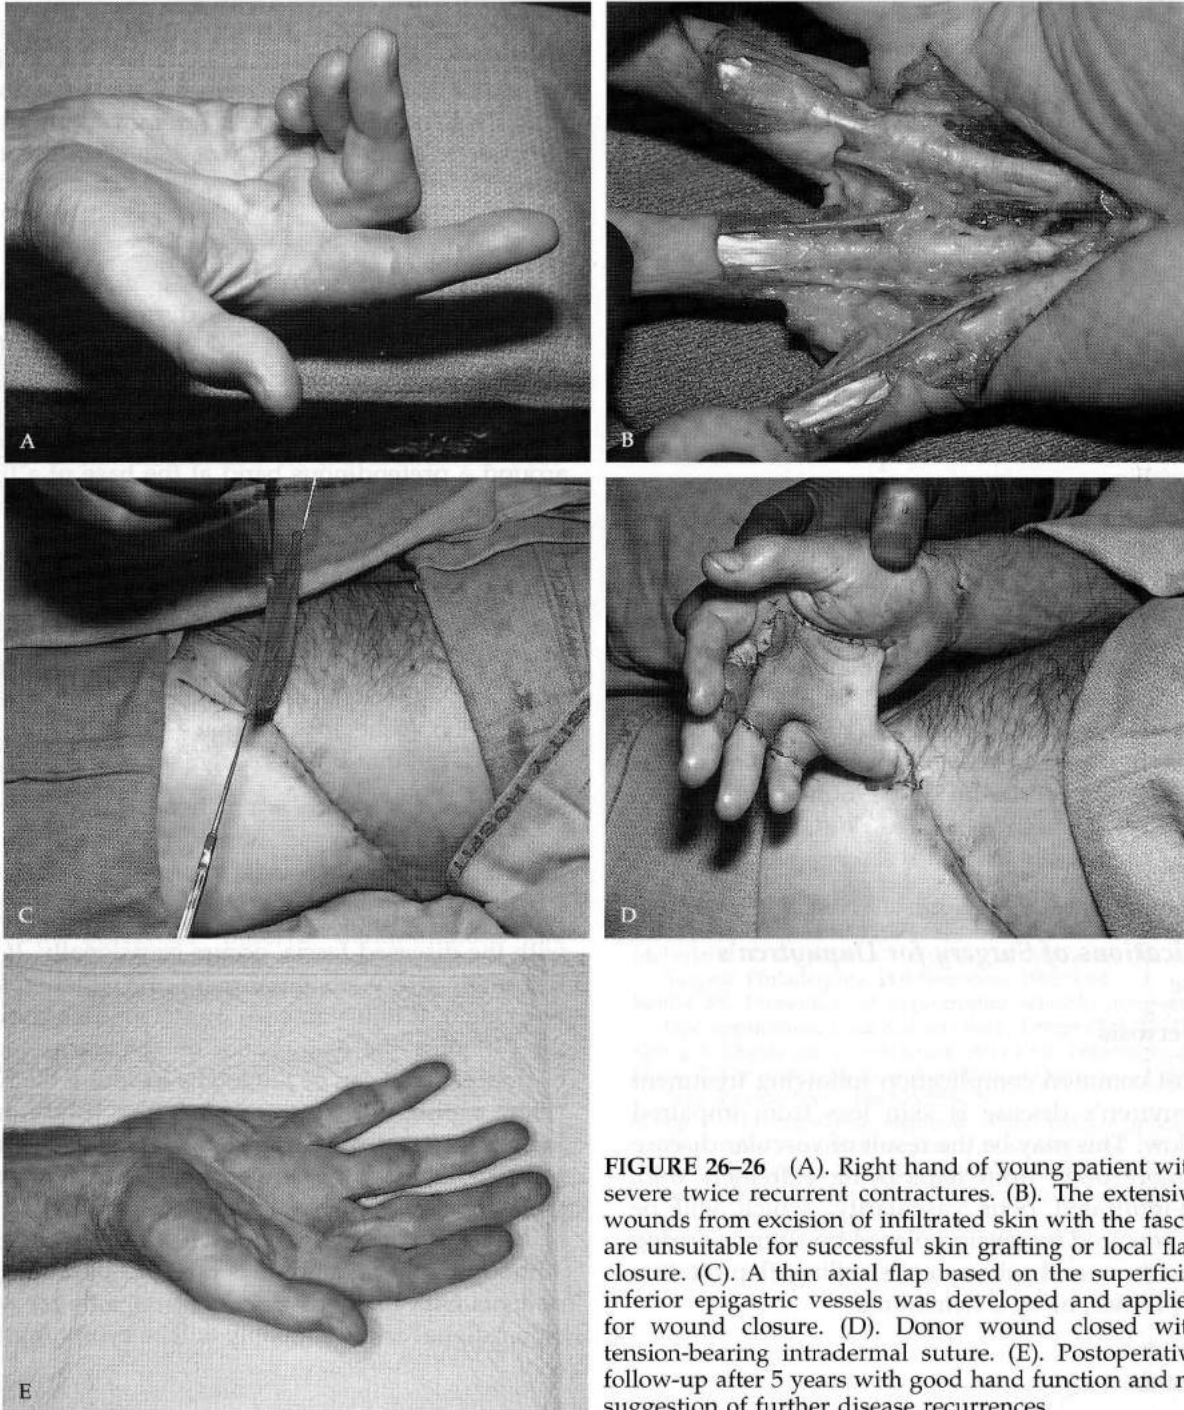 A
B
C
D
FIGURE 26–26 (A). Right hand of young patient wit
severe twice recurrent contractures. (B). The extensiv
wounds from excision of infiltrated skin with the fasc
are unsuitable for successful skin grafting or local fla
closure. (C). A thin axial flap based on the superfici
inferior epigastric vessels was developed and applie
for wound closure. (D). Donor wound closed wit
tension-bearing intradermal suture. (E). Postoperativ
follow-up after 5 years with good hand function and n
suggestion of further disease recurrences
E